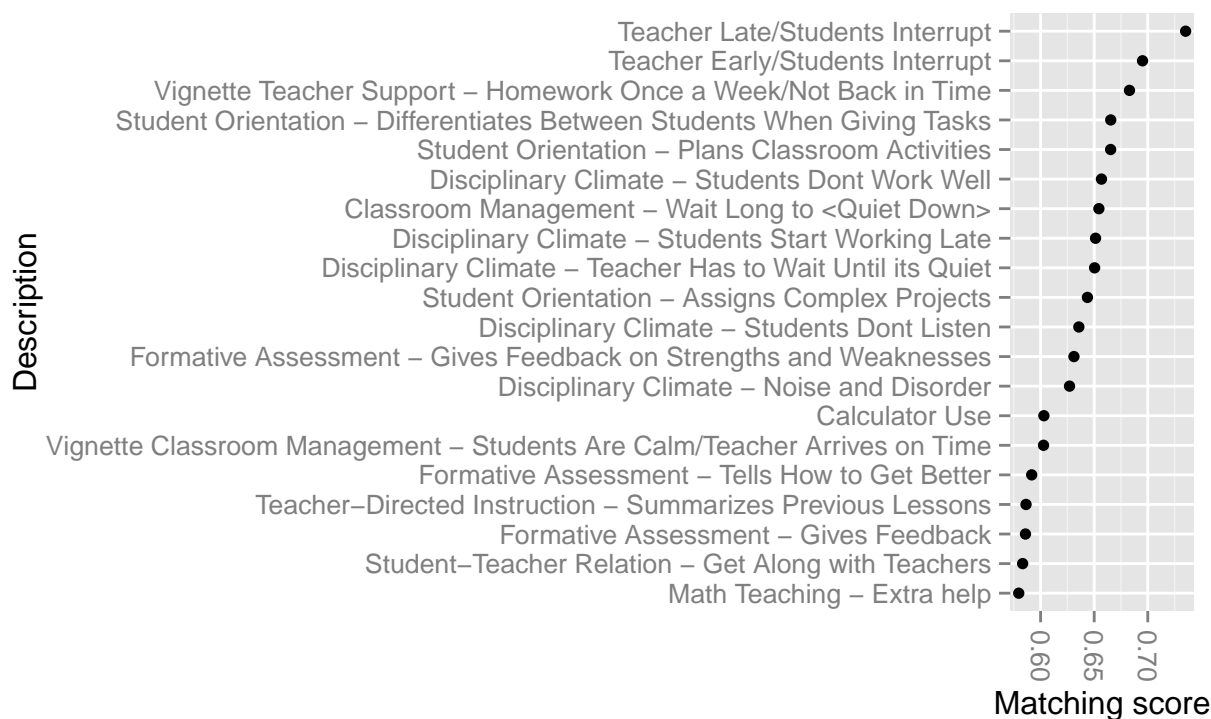 Teacher Late/Students Interrupt
Teacher Early/Students Interrupt
Vignette Teacher Support − Homework Once a Week/Not Back in Time
Student Orientation − Differentiates Between Students When Giving Tasks
Student Orientation − Plans Classroom Activities
Disciplinary Climate − Students Dont Work Well
Classroom Management − Wait Long to <Quiet Down>
Disciplinary Climate − Students Start Working Late
Disciplinary Climate − Teacher Has to Wait Until its Quiet
Student Orientation − Assigns Complex Projects
Disciplinary Climate − Students Dont Listen
Formative Assessment − Gives Feedback on Strengths and Weaknesses
Disciplinary Climate − Noise and Disorder
Calculator Use
Vignette Classroom Management − Students Are Calm/Teacher Arrives on Time
Formative Assessment − Tells How to Get Better
Teacher−Directed Instruction − Summarizes Previous Lessons
Formative Assessment − Gives Feedback
Student−Teacher Relation − Get Along with Teachers
Math Teaching − Extra help
Description
0.60
0.65
0.70
Matching score